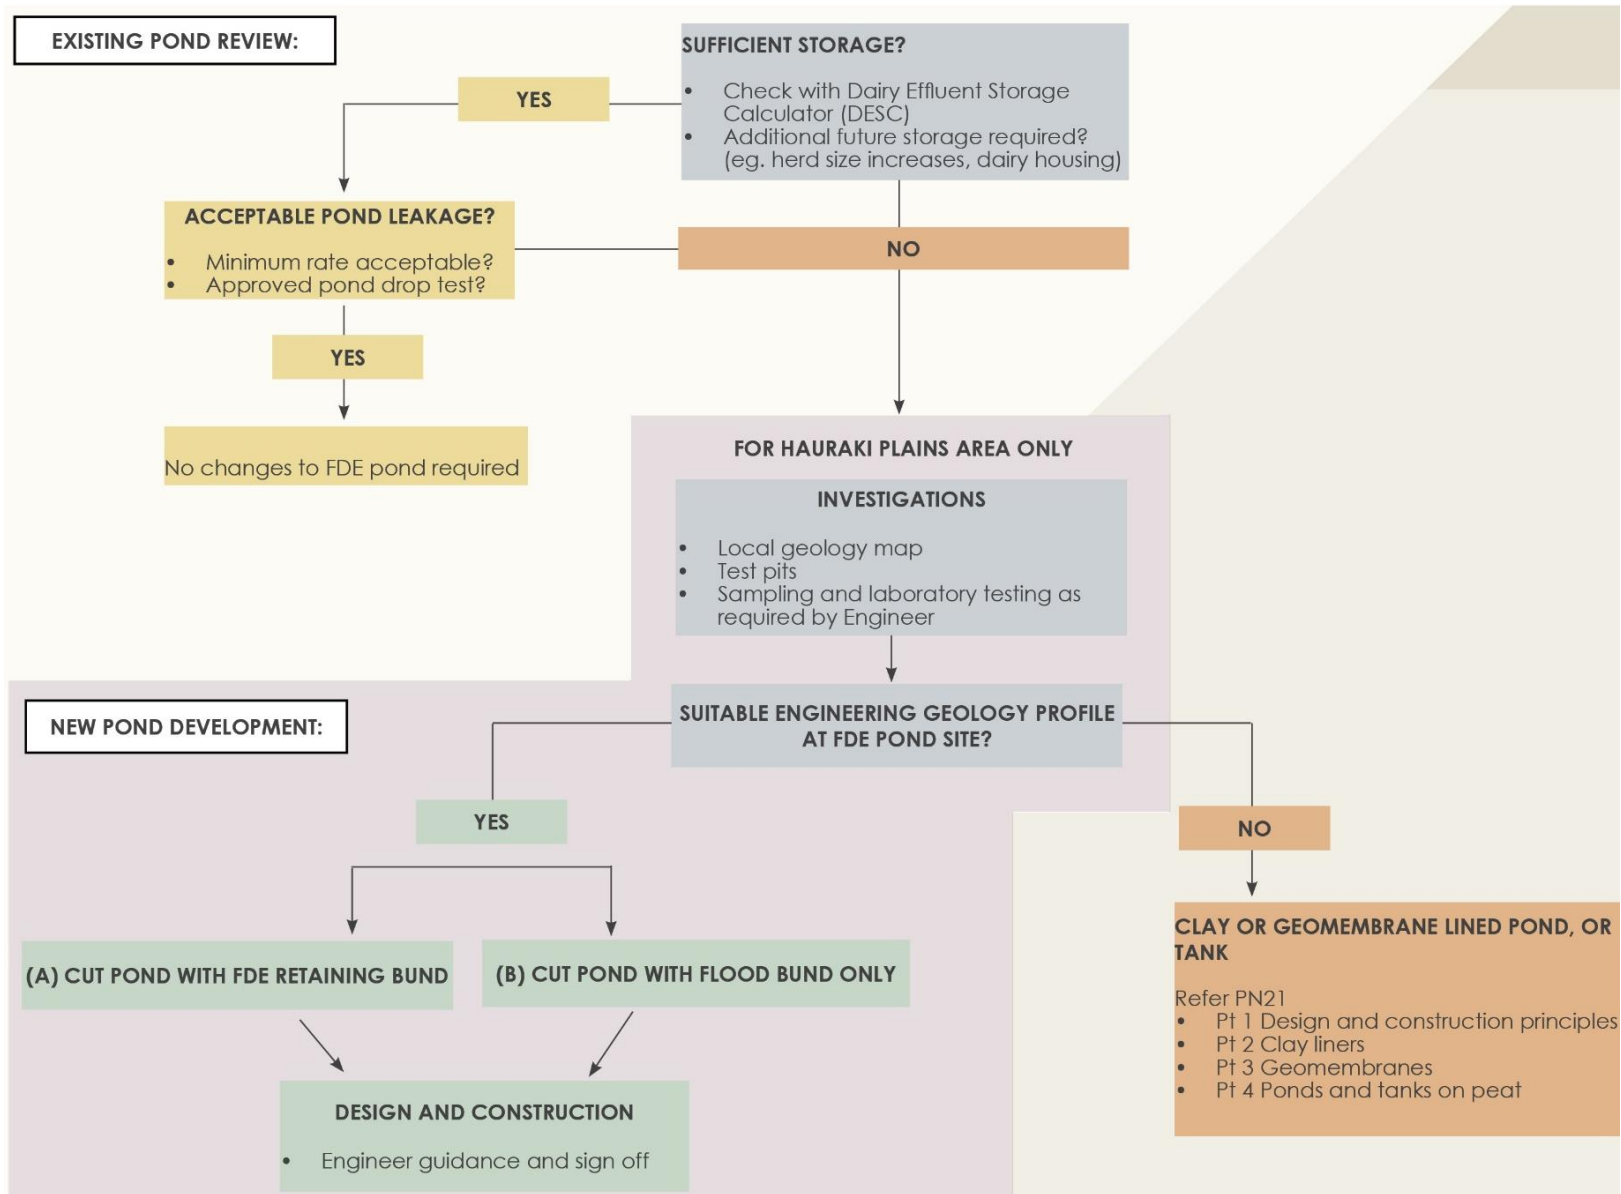 EXISTING POND REVIEW:
SUFFICIENT STORAGE?
• Check with Dairy Effluent Storage
Calculator (DESC)
• Additional future storage required?
(eg. herd size increases, dairy housing)
YES
ACCEPTABLE POND LEAKAGE?
• Minimum rate acceptable?
• Approved pond drop test?
NO
YES
No changes to FDE pond required
FOR HAURAKI PLAINS AREA ONLY
INVESTIGATIONS
• Local geology map
• Test pits
• Sampling and laboratory testing as
required by Engineer
NEW POND DEVELOPMENT:
SUITABLE ENGINEERING GEOLOGY PROFILE
AT FDE POND SITE?
YES
NO
(A) CUT POND WITH FDE RETAINING BUND
(B) CUT POND WITH FLOOD BUND ONLY
DESIGN AND CONSTRUCTION
• Engineer guidance and sign off
CLAY OR GEOMEMBRANE LINED POND, OR
TANK
Refer PN21
• Pt 1 Design and construction principles
• Pt 2 Clay liners
• Pt 3 Geomembranes
• Pt 4 Ponds and tanks on peat